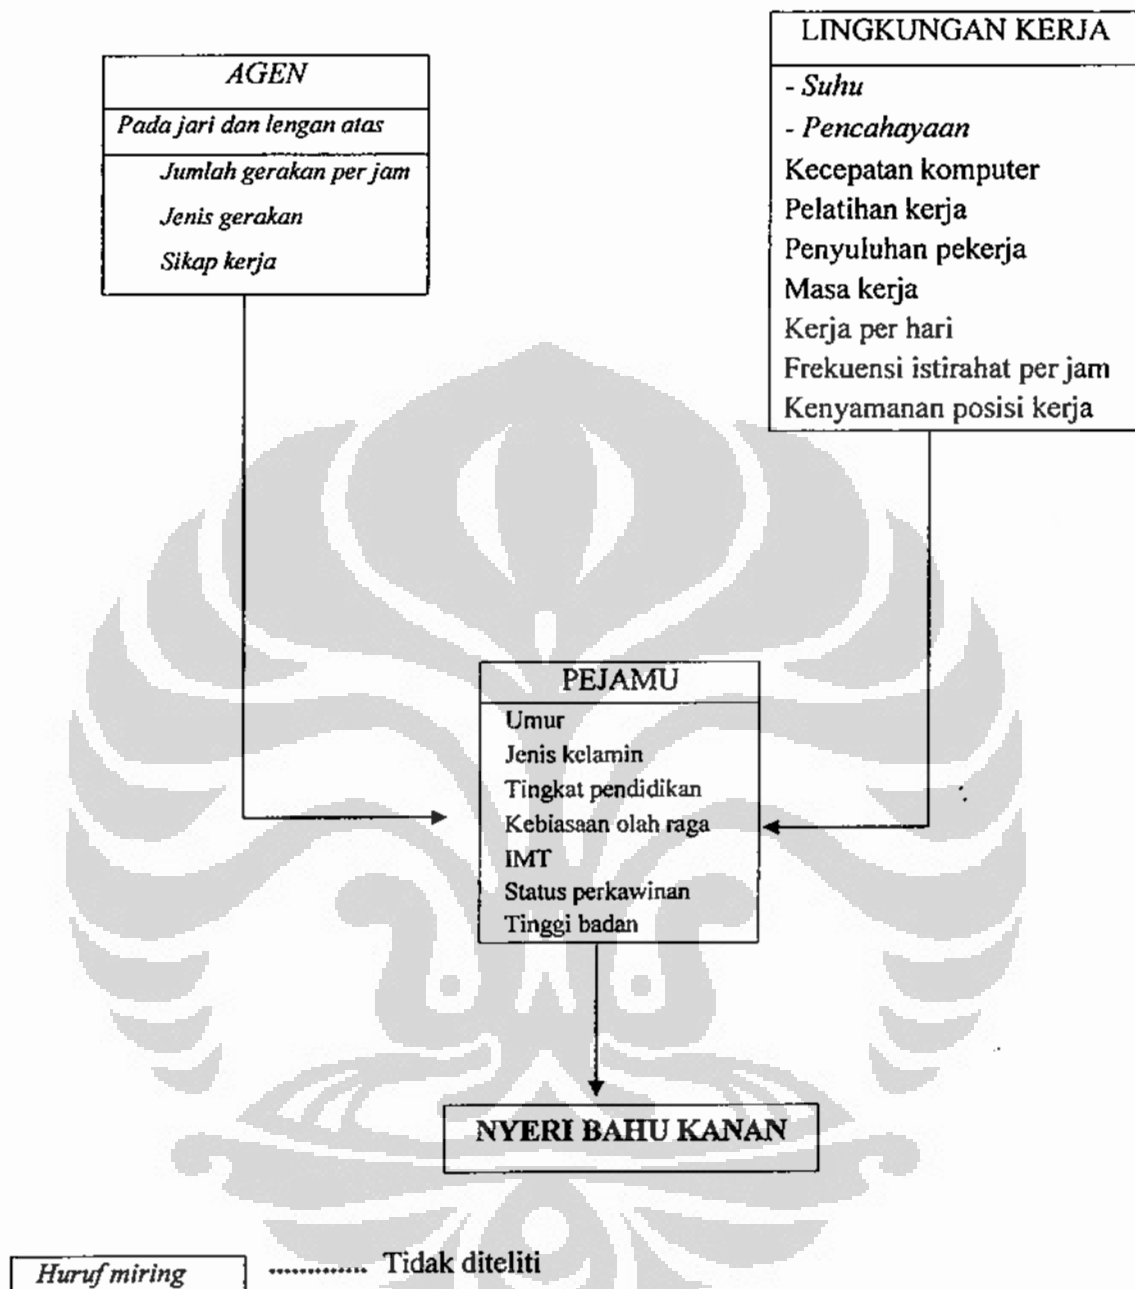 AGEN
Pada jari dan lengan atas
Jumlah gerakan per jam
Jenis gerakan
Sikap kerja
LINGKUNGAN KERJA
- Suhu
- Pencahayaan
Kecepatan komputer
Pelatihan kerja
Penyuluhan pekerja
Masa kerja
Kerja per hari
Frekuensi istirahat per jam
Kenyamanan posisi kerja
PEJAMU
Umur
Jenis kelamin
Tingkat pendidikan
Kebiasaan olah raga
IMT
Status perkawinan
Tinggi badan
NYERI BAHU KANAN
Huruf miring ............. Tidak diteliti